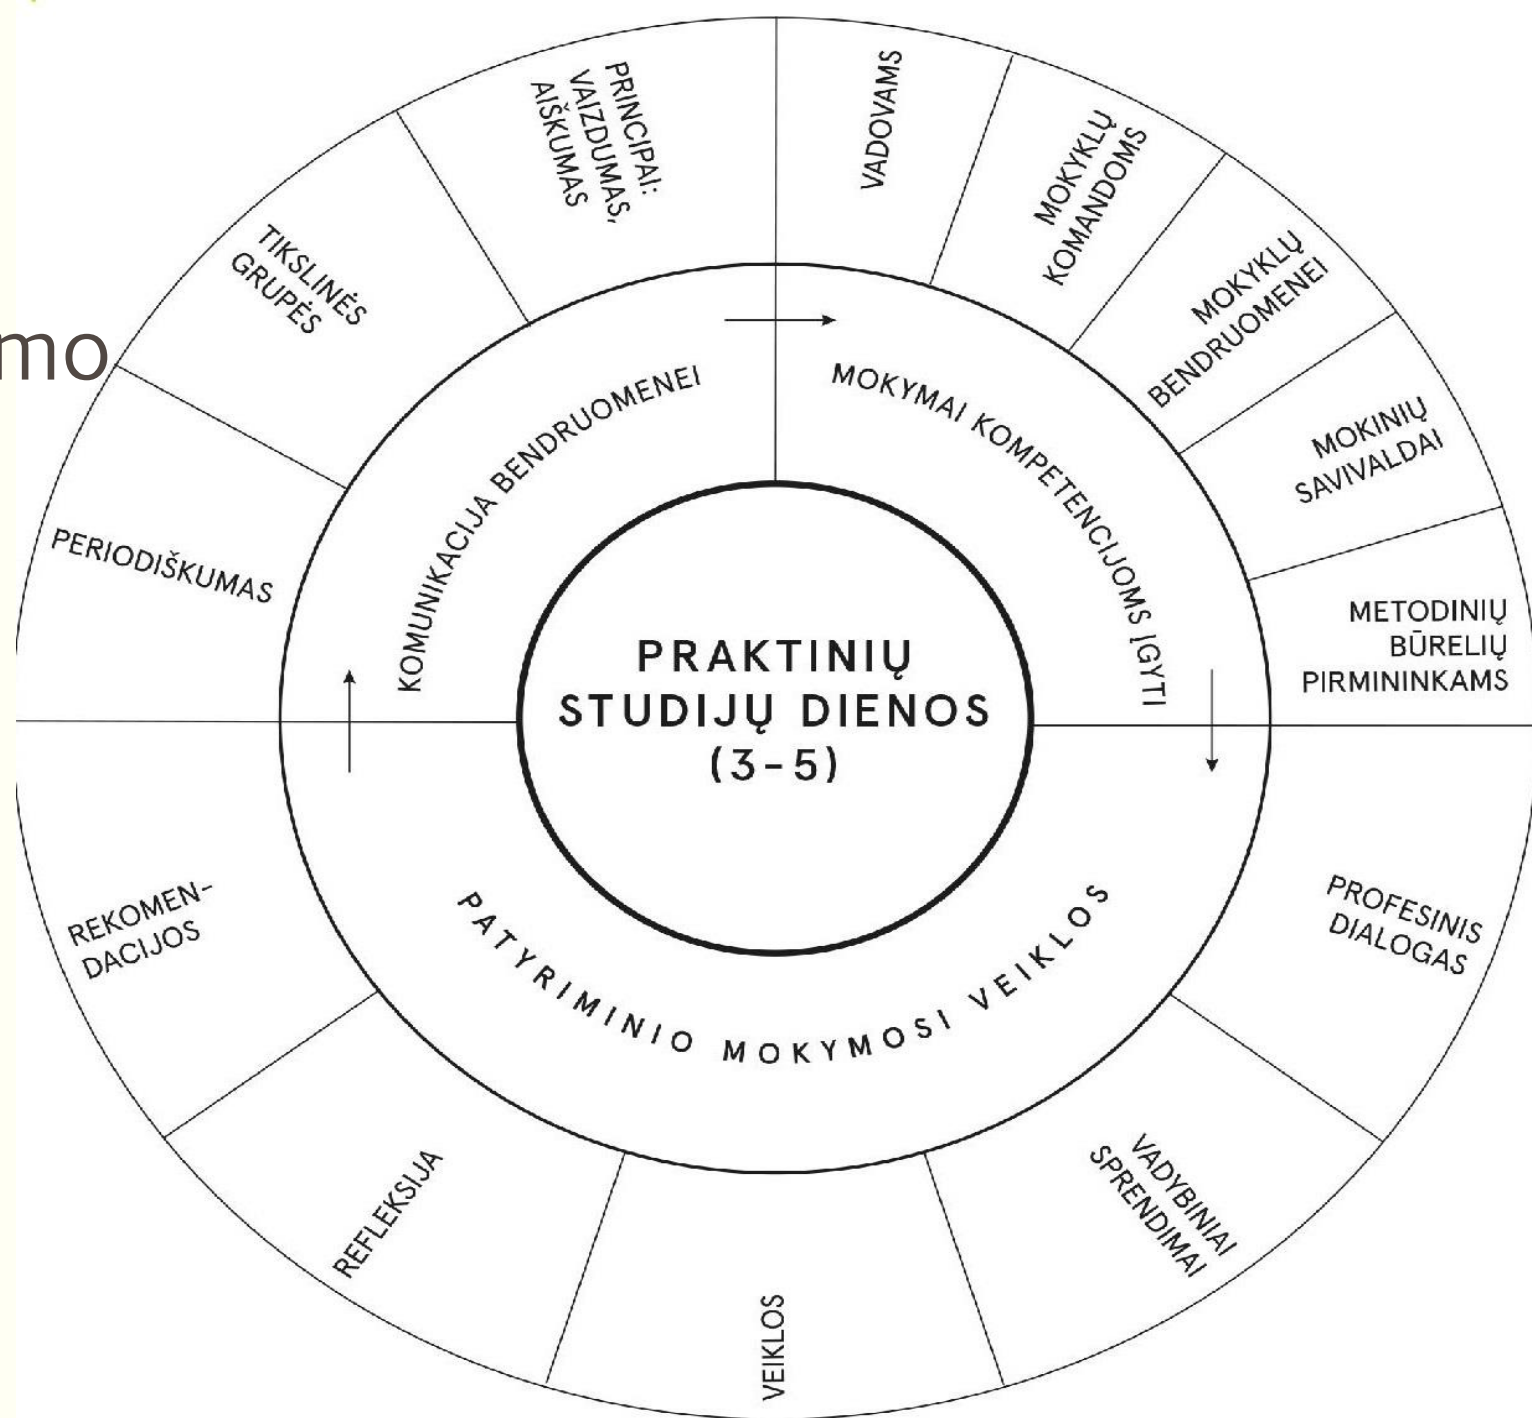 PRINCIPAI:
VAIZDUMAS,
AIŠKUMAS
VADOVAMS
MOKYKLŲ
KOMANDOMS
MOKYKLŲ
BENDRUOMENEI
MOKINIŲ
SAVIVALDAI
METODINIŲ
BŪRELIŲ
PIRMININKAMS
TIKSLINĖS
GRUPĖS
mo
PERIODIŠKUMAS
KOMUNIKACIJA BENDRUOMENEI
MOKYMAI KOMPETENCIJOMS ĮGYTI
PRAKTINIŲ
STUDIJŲ DIENOS
(3-5)
PATYRIMINIO MOKYMOSI VEIKLOS
PROFESINIS
DIALOGAS
VADYBINIAI
SPRENDIMAI
VEIKLOS
REFLEKSIJA
REKOMEN-
DACIJOS